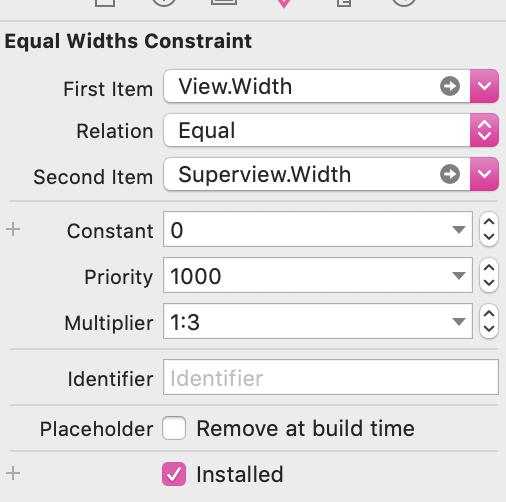 Equal Widths Constraint
First Item View.Width
Relation Equal
Second Item Superview.Width
+ Constant 0
Priority 1000
Multiplier 1:3
Identifier Identifier
Placeholder Remove at build time
+ Installed